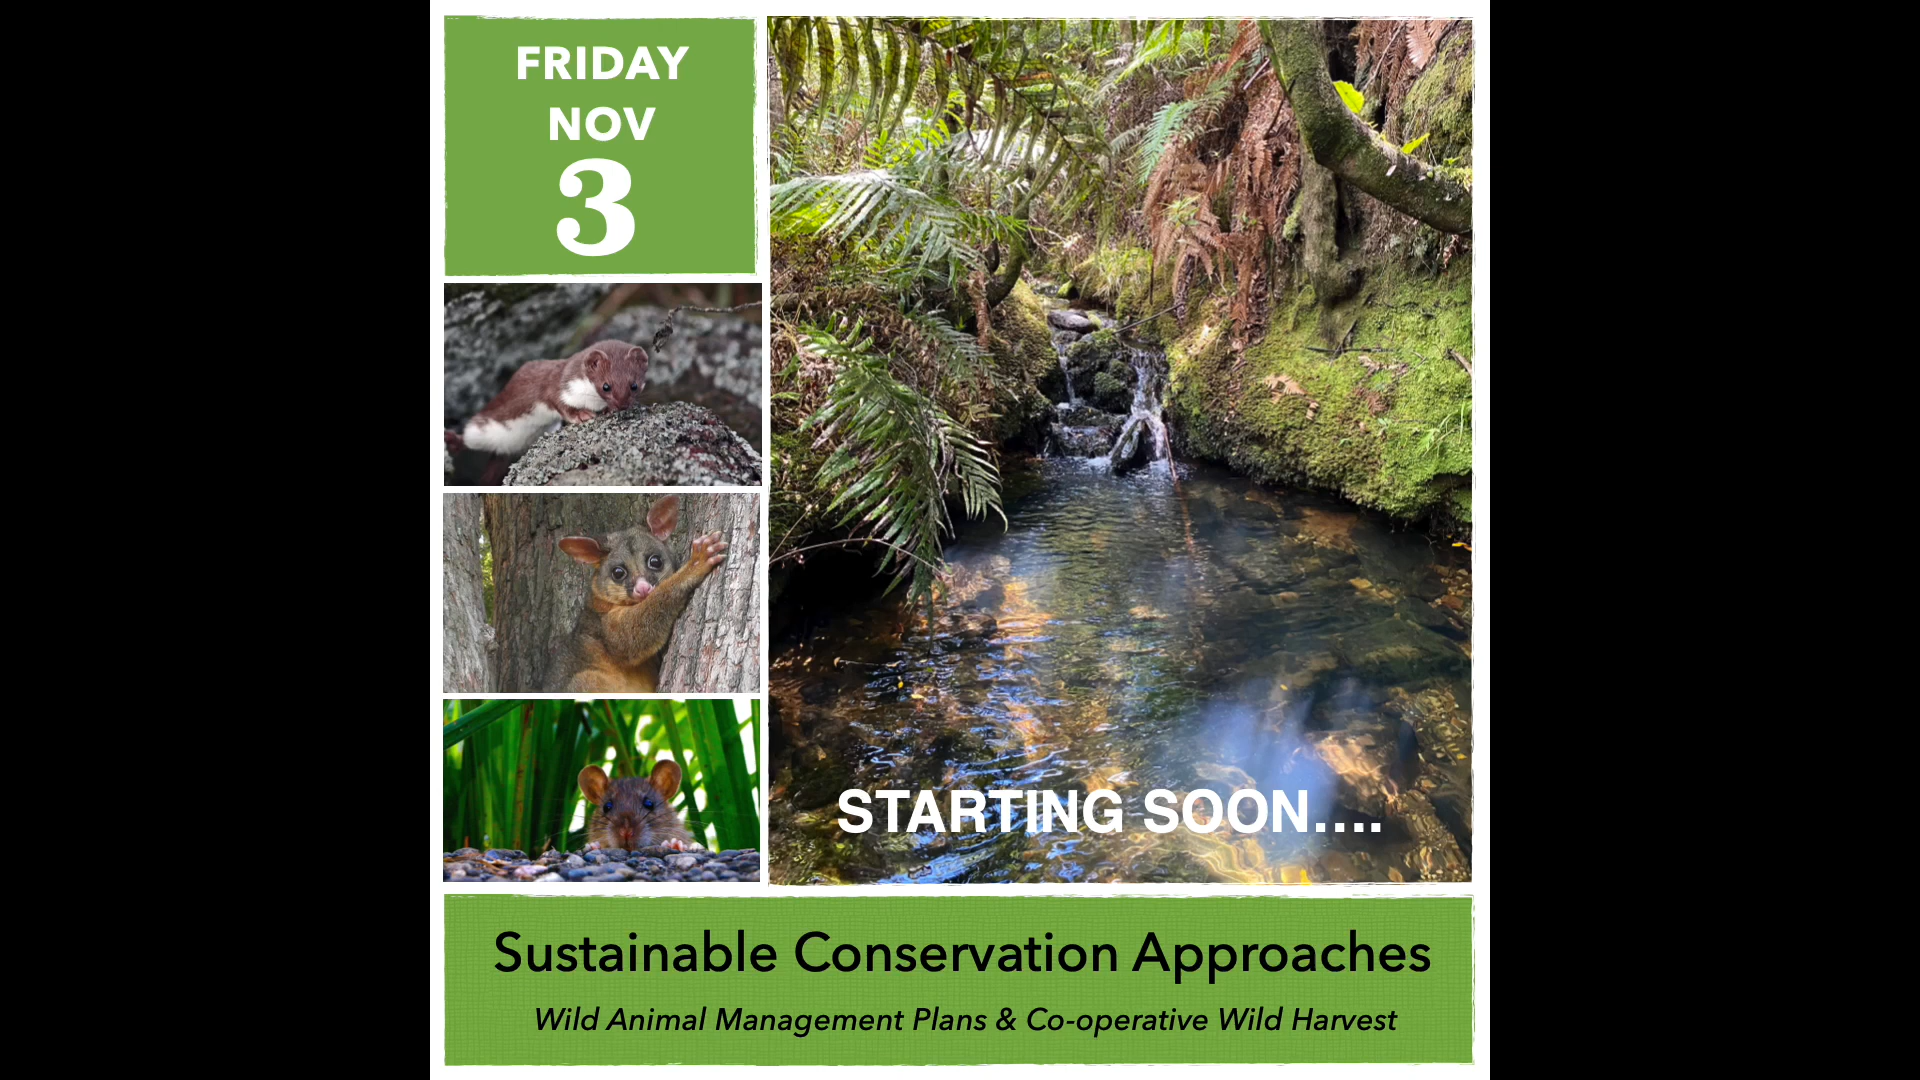 FRIDAY
NOV
3
STARTING SOON....
Sustainable Conservation Approaches
Wild Animal Management Plans & Co-operative Wild Harvest